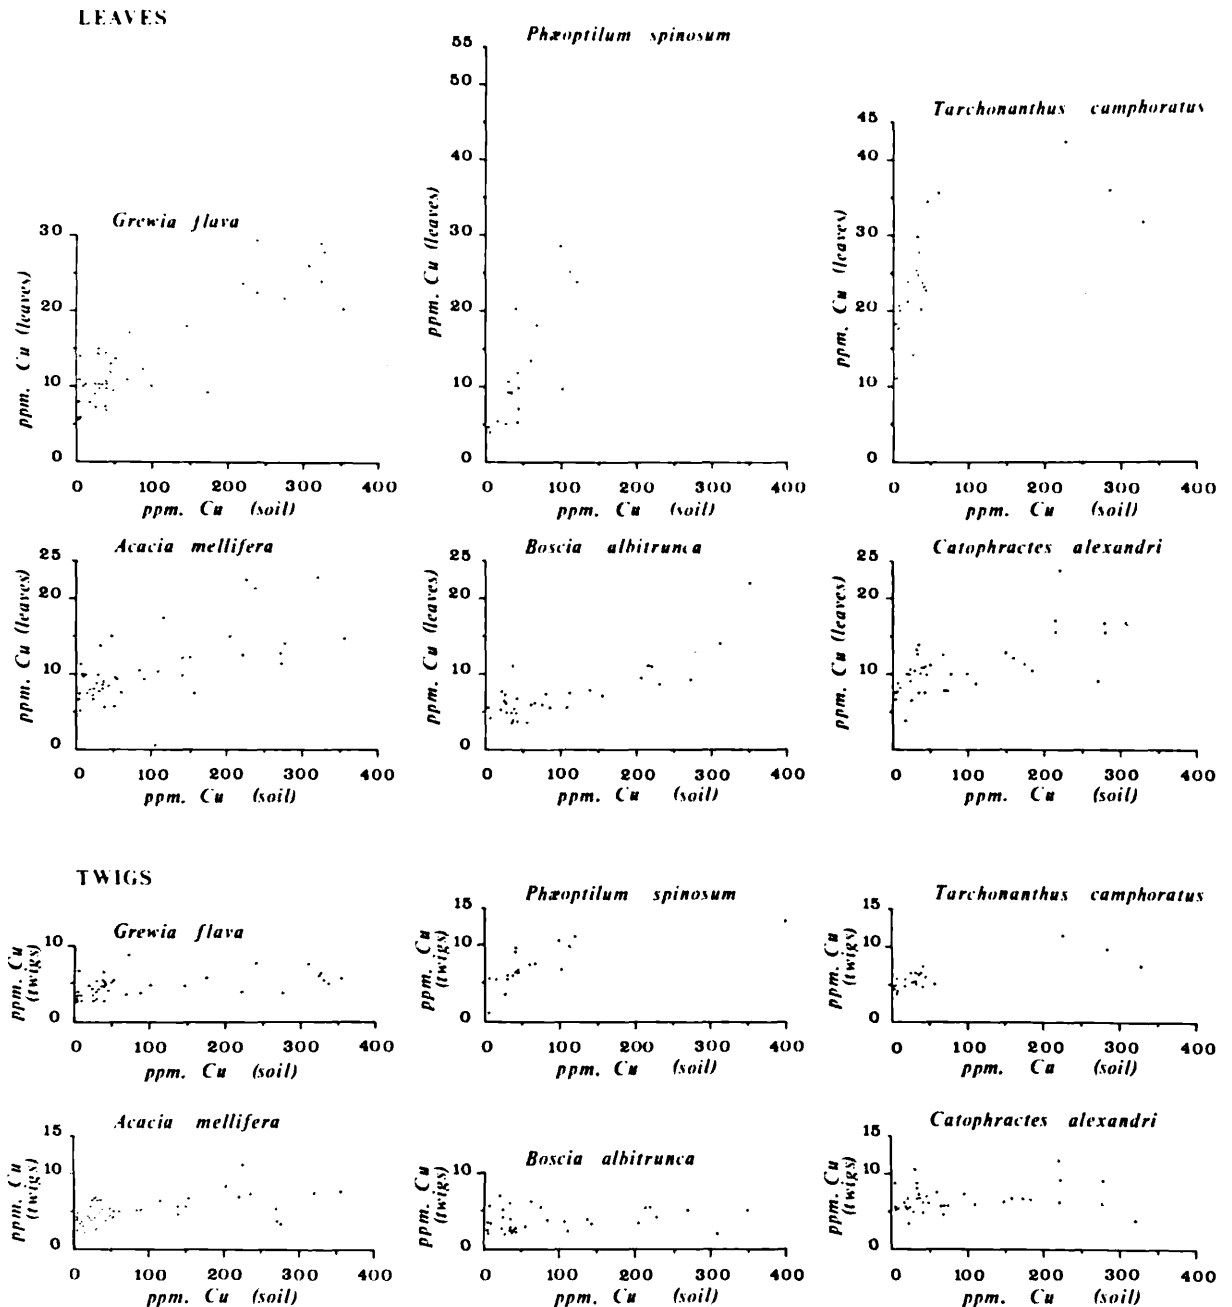 LEAVES
Phæoptilum spinosum
55
50
40
30
20
10
0
ppm. Cu (leaves)
0 100 200 300 400
ppm. Cu (soil)
Tarchonanthus camphoratus
45
40
30
20
10
0
ppm. Cu (leaves)
0 100 200 300 400
ppm. Cu (soil)
Grewia flava
30
20
10
0
ppm. Cu (leaves)
0 100 200 300 400
ppm. Cu (soil)
Acacia mellifera
25
20
10
0
ppm. Cu (leaves)
0 100 200 300 400
ppm. Cu (soil)
Boscia albitrunca
25
20
10
0
ppm. Cu (leaves)
0 100 200 300 400
ppm. Cu (soil)
Catophractes alexandri
25
20
10
0
ppm. Cu (leaves)
0 100 200 300 400
ppm. Cu (soil)
TWIGS
Grewia flava
10
0
ppm. Cu
(twigs)
0 100 200 300 400
ppm. Cu (soil)
Phæoptilum spinosum
15
10
0
ppm. Cu
(twigs)
0 100 200 300 400
ppm. Cu (soil)
Tarchonanthus camphoratus
15
10
0
ppm. Cu
(twigs)
0 100 200 300 400
ppm. Cu (soil)
Acacia mellifera
15
10
0
ppm. Cu
(twigs)
0 100 200 300 400
ppm. Cu (soil)
Boscia albitrunca
10
0
ppm. Cu
(twigs)
0 100 200 300 400
ppm. Cu (soil)
Catophractes alexandri
15
10
0
ppm. Cu
(twigs)
0 100 200 300 400
ppm. Cu (soil)